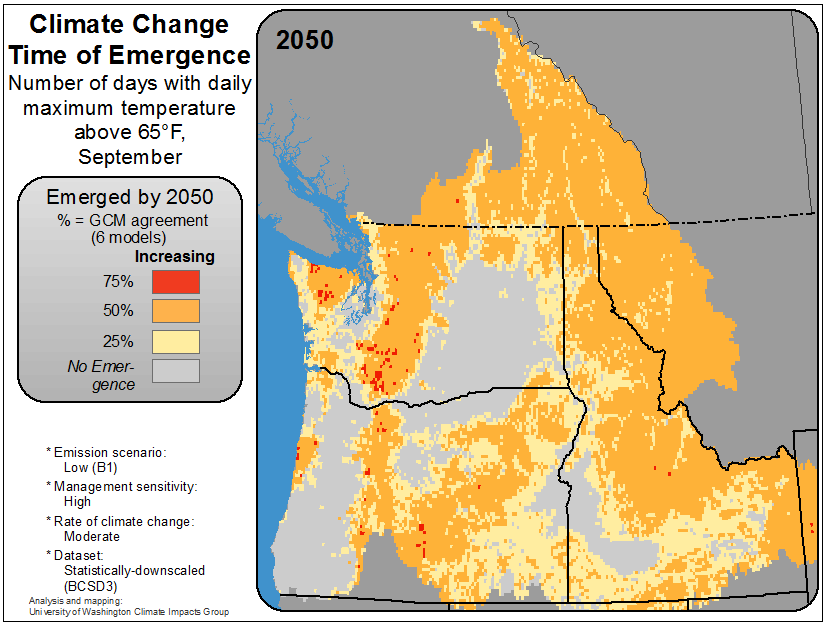 Climate Change
Time of Emergence
Number of days with daily
maximum temperature
above 65°F,
September
2050
Emerged by 2050
% = GCM agreement
(6 models)
Increasing
75%
50%
25%
No Emer-
gence
* Emission scenario:
Low (B1)
* Management sensitivity:
High
* Rate of climate change:
Moderate
* Dataset:
Statistically-downscaled
(BCSD3)
Analysis and mapping:
University of Washington Climate Impacts Group